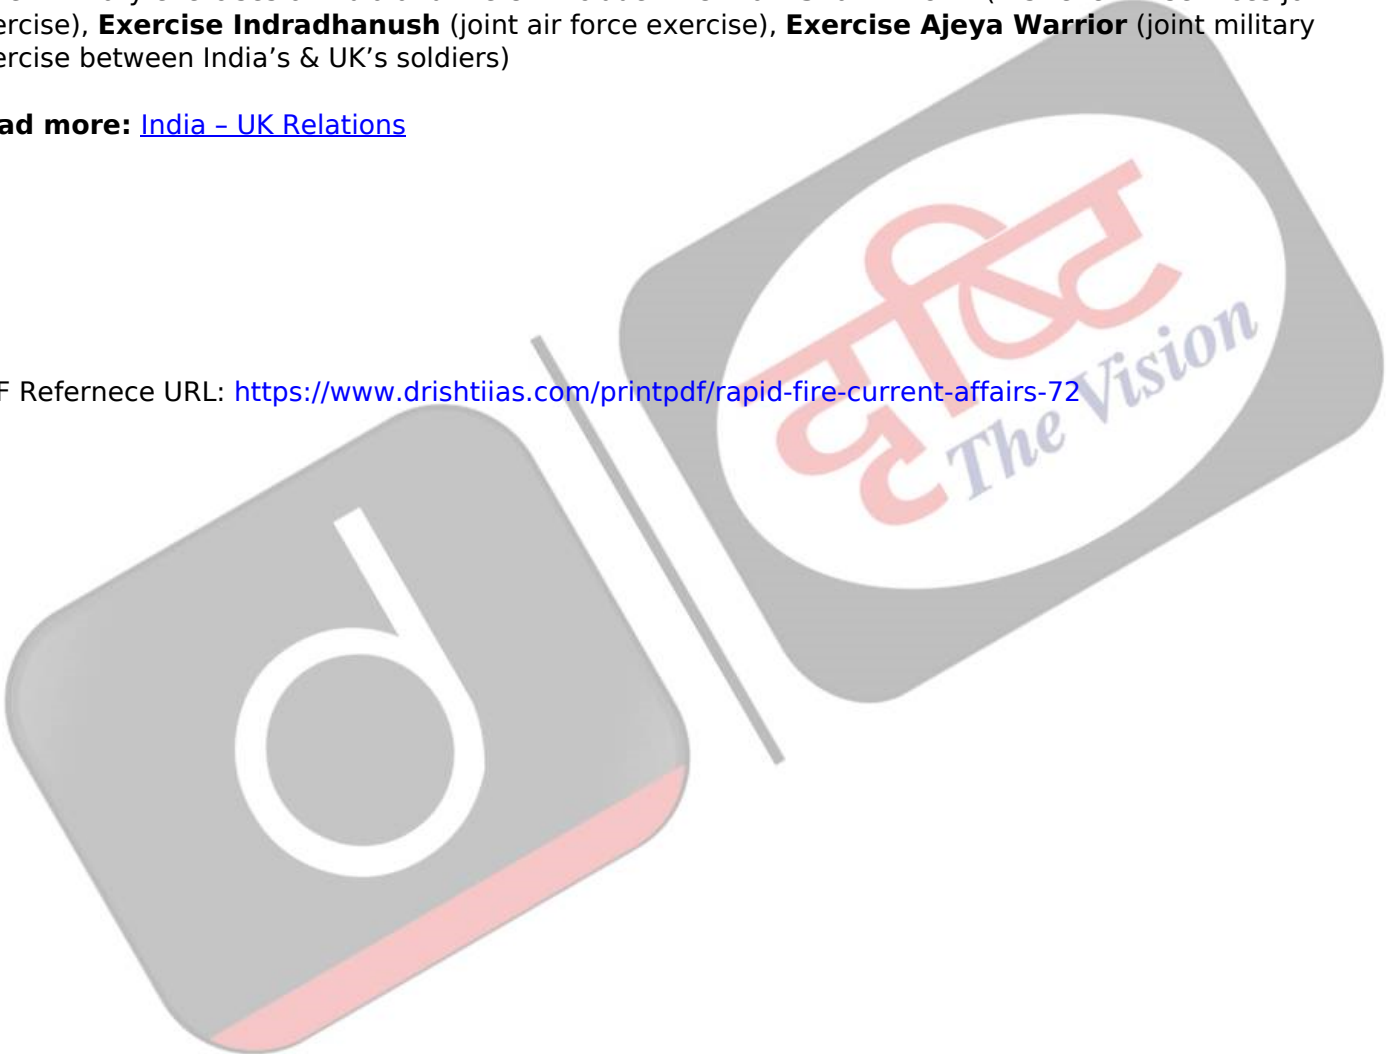 ercise), Exercise Indradhanush (joint air force exercise), Exercise Ajeya Warrior (joint military
ercise between India's & UK's soldiers)
ad more: India – UK Relations
F Refernece URL: https://www.drishtiias.com/printpdf/rapid-fire-current-affairs-72
दृष्टि
The Vision
d